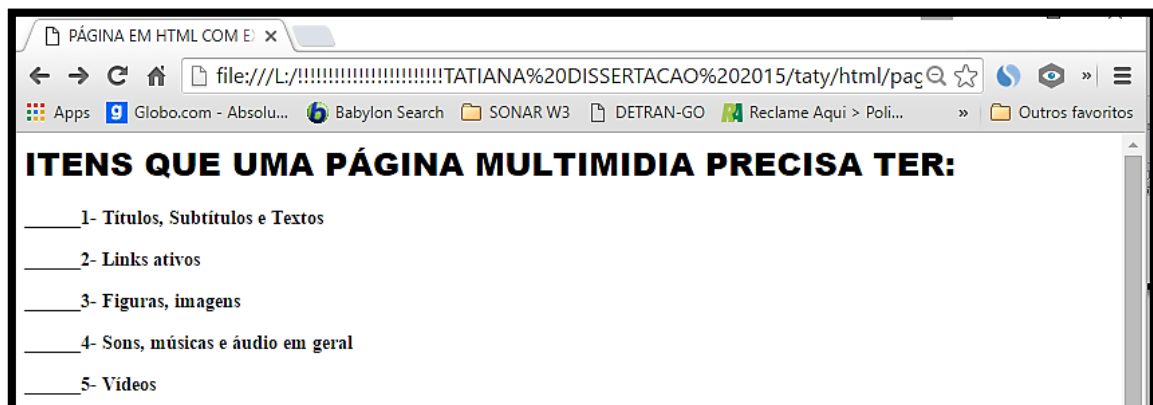 PÁGINA EM HTML COM E
file:///L:/!!!!!!!!!!!!!!!!!!!!!!!!!TATIANA%20DISSERTACAO%202015/taty/html/pag
Apps Globo.com - Absolu... Babylon Search SONAR W3 DETRAN-GO Reclame Aqui > Poli... » Outros favoritos
ITENS QUE UMA PÁGINA MULTIMIDIA PRECISA TER:
______1- Títulos, Subtítulos e Textos
______2- Links ativos
______3- Figuras, imagens
______4- Sons, músicas e áudio em geral
______5- Vídeos